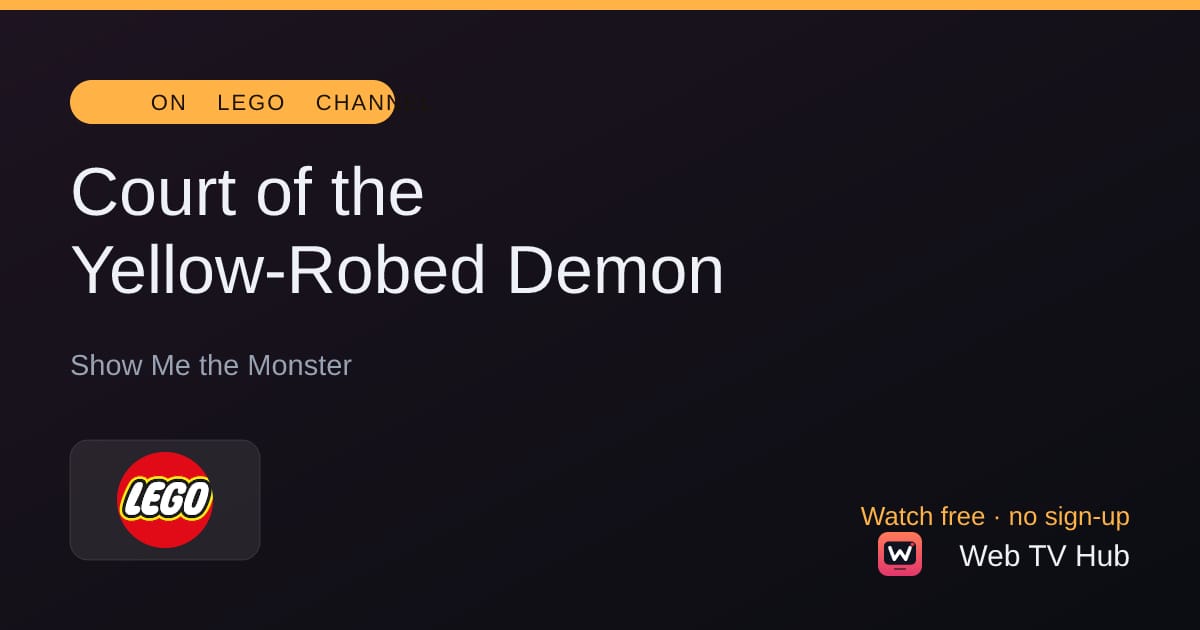 ON LEGO CHANNEL
Court of the
Yellow-Robed Demon
Show Me the Monster
LEGO
Watch free · no sign-up
W
Web TV Hub